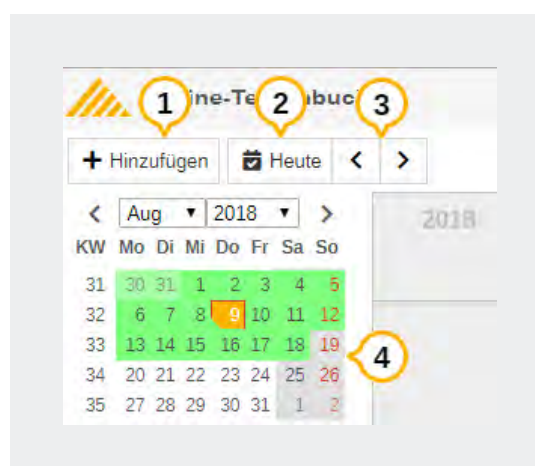 1 2 3
ine-Te buc
Hinzufügen Heute < >
< Aug 2018 > 2018
KW Mo Di Mi Do Fr Sa So
31 30 31 1 2 3 4 5
32 6 7 8 9 10 11 12
33 13 14 15 16 17 18 19
4
34 20 21 22 23 24 25 26
35 27 28 29 30 31 1 2